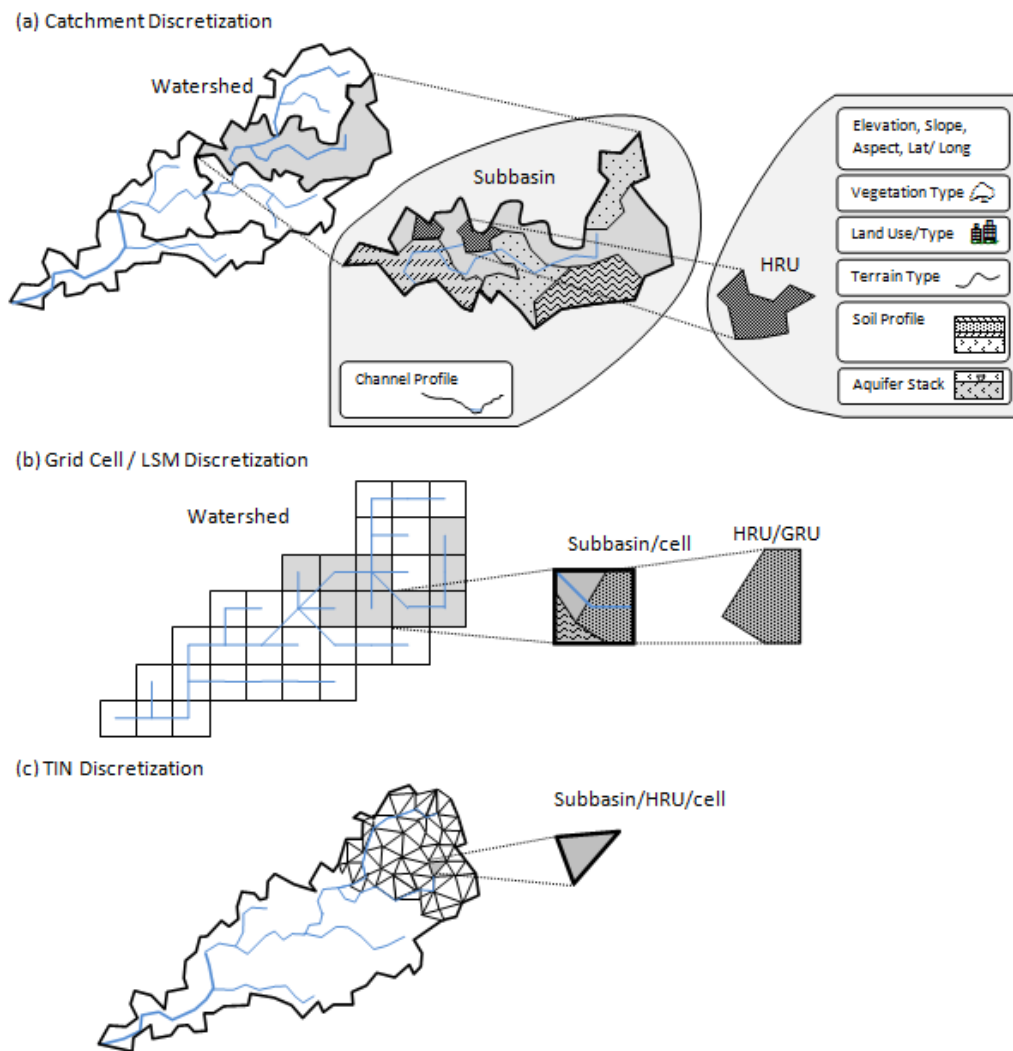 (a) Catchment Discretization
Watershed
Subbasin
HRU
Elevation, Slope,
Aspect, Lat/ Long
Vegetation Type
Land Use/Type
Terrain Type
Soil Profile
Aquifer Stack
Channel Profile
(b) Grid Cell / LSM Discretization
Watershed
Subbasin/cell
HRU/GRU
(c) TIN Discretization
Subbasin/HRU/cell